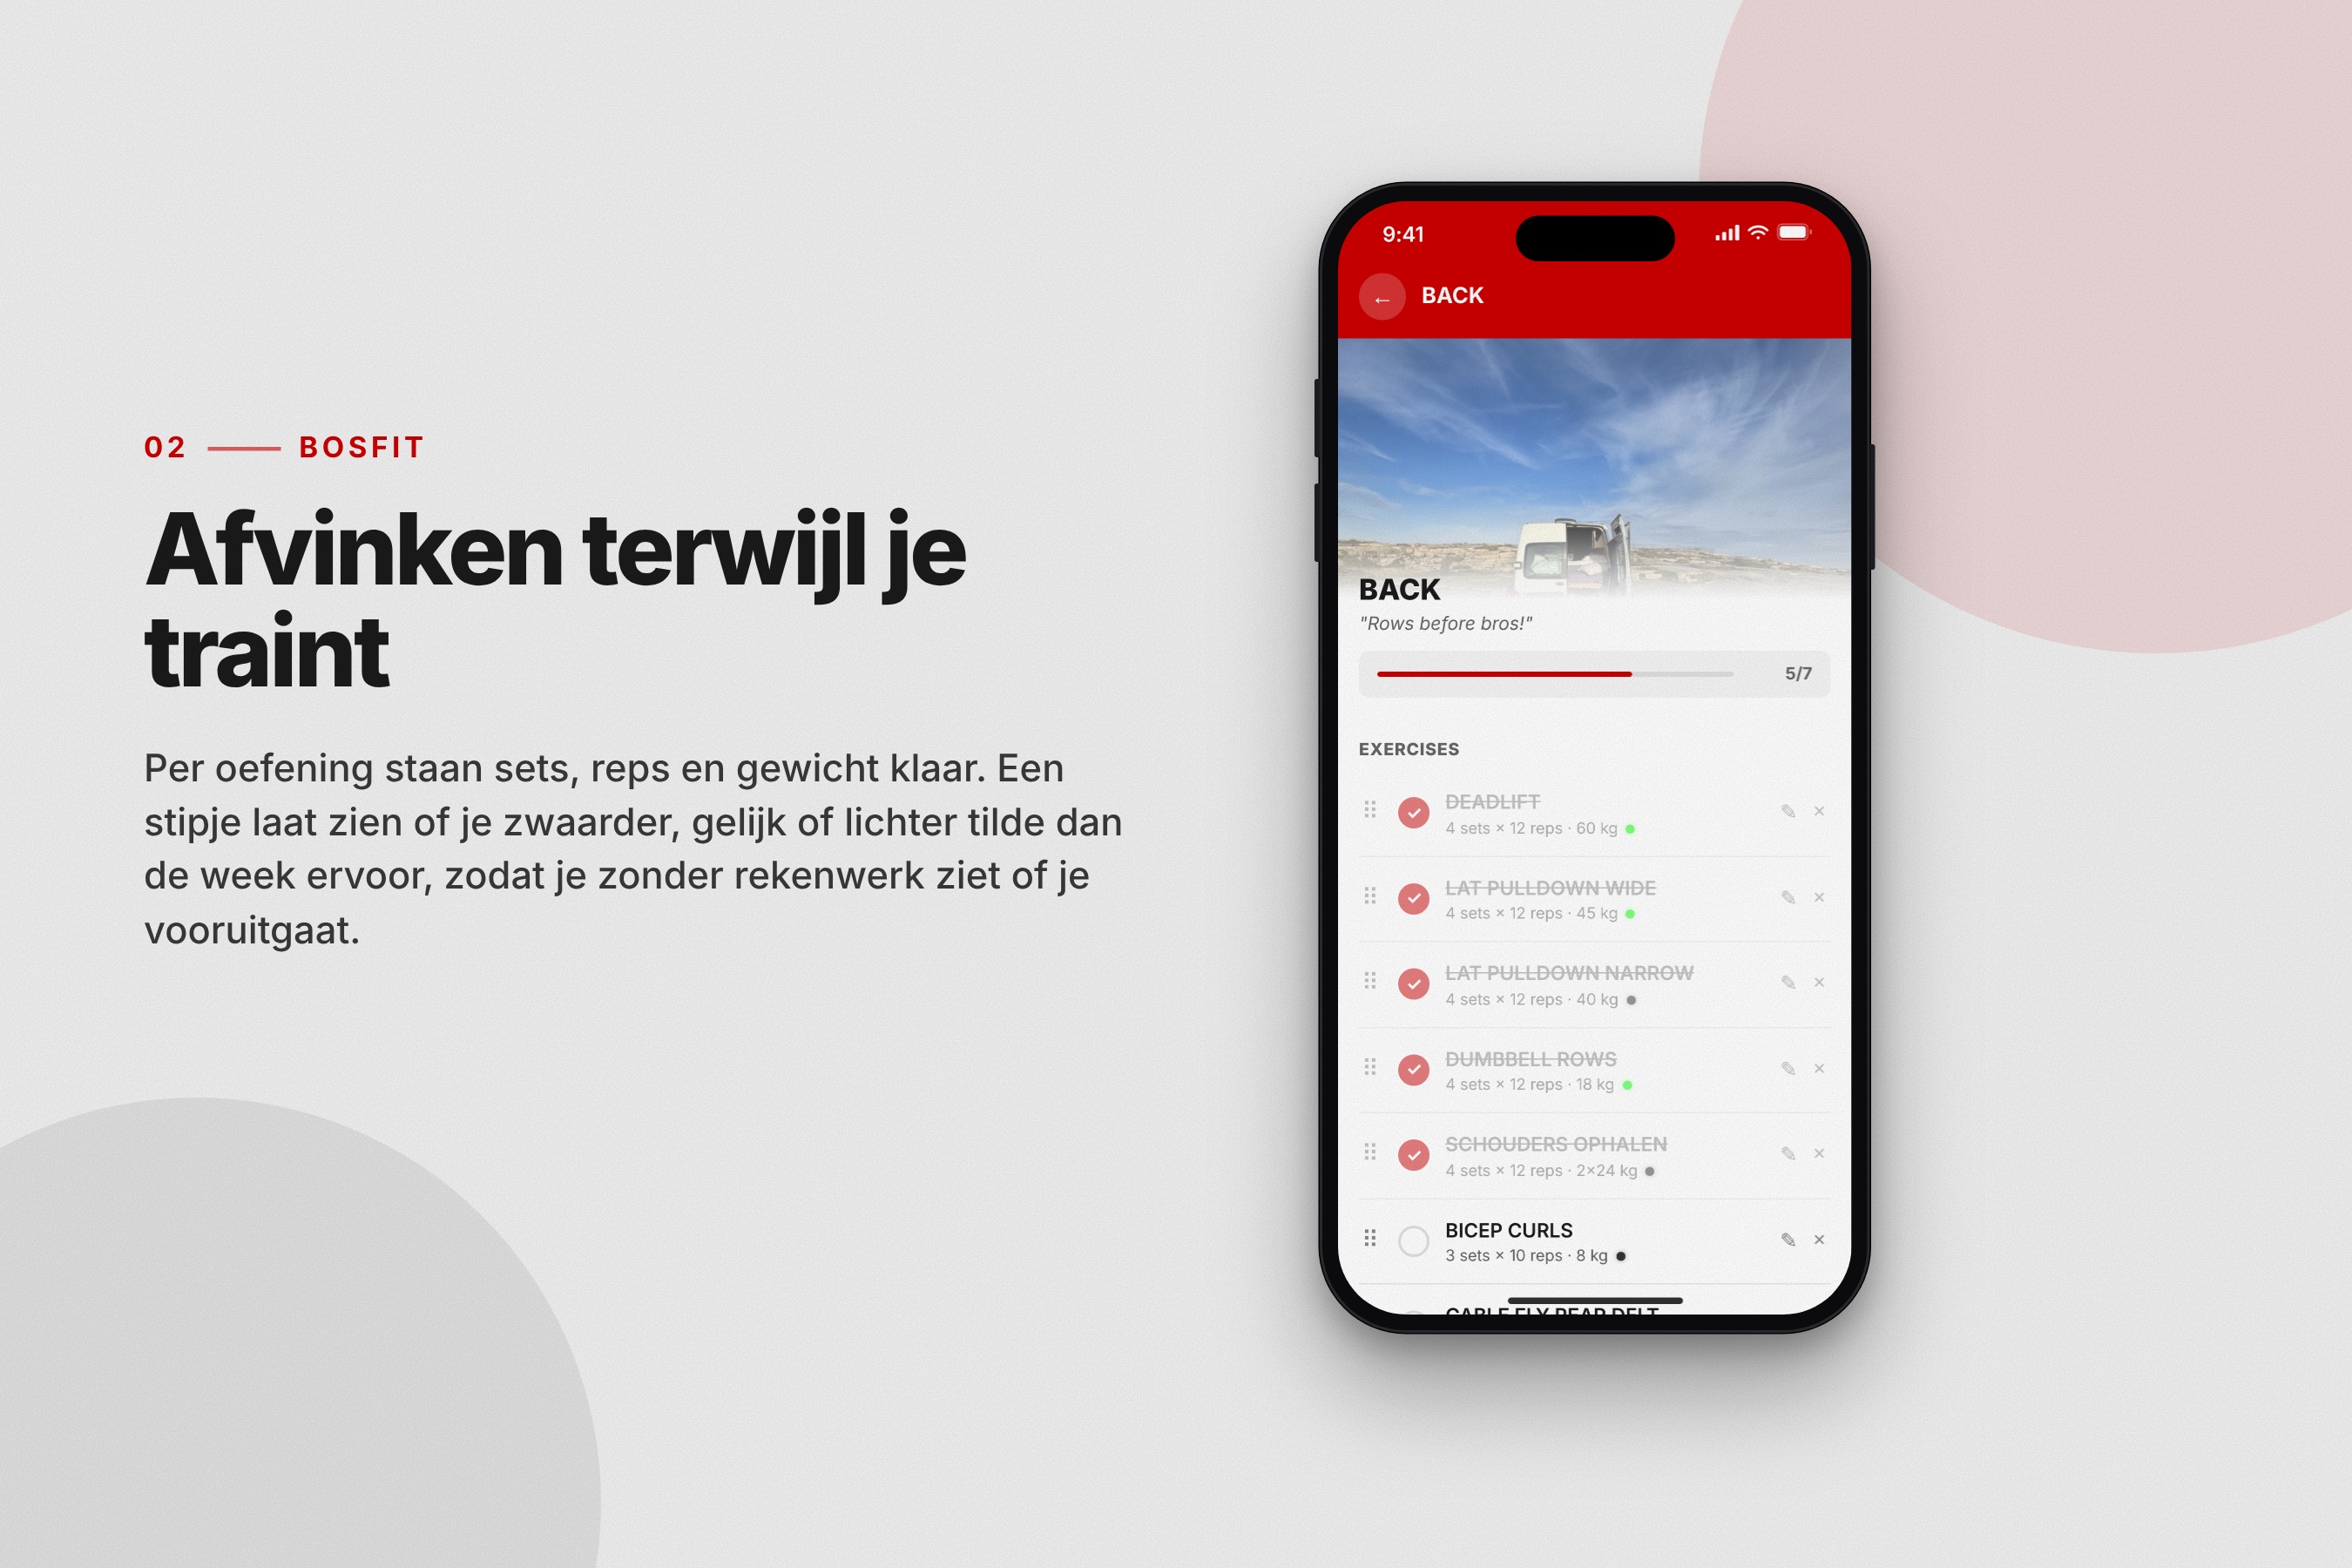 02 BOSFIT
Afvinken terwijl je
traint
Per oefening staan sets, reps en gewicht klaar. Een
stipje laat zien of je zwaarder, gelijk of lichter tilde dan
de week ervoor, zodat je zonder rekenwerk ziet of je
vooruitgaat.
9:41
← BACK
BACK
"Rows before bros!"
5/7
EXERCISES
DEADLIFT
4 sets × 12 reps · 60 kg
LAT PULLDOWN WIDE
4 sets × 12 reps · 45 kg
LAT PULLDOWN NARROW
4 sets × 12 reps · 40 kg
DUMBBELL ROWS
4 sets × 12 reps · 18 kg
SCHOUDERS OPHALEN
4 sets × 12 reps · 2×24 kg
BICEP CURLS
3 sets × 10 reps · 8 kg
CABLE FLY REAR DELT